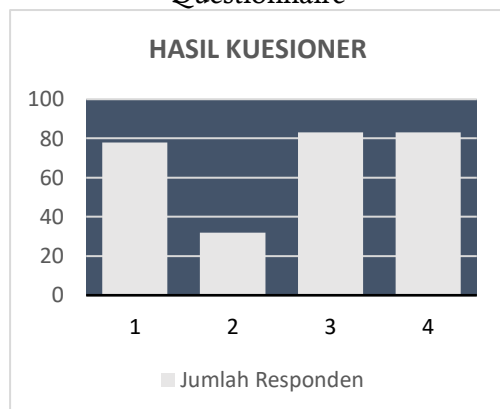 Questionnaire
HASIL KUESIONER
100
80
60
40
20
0
1 2 3 4
Jumlah Responden